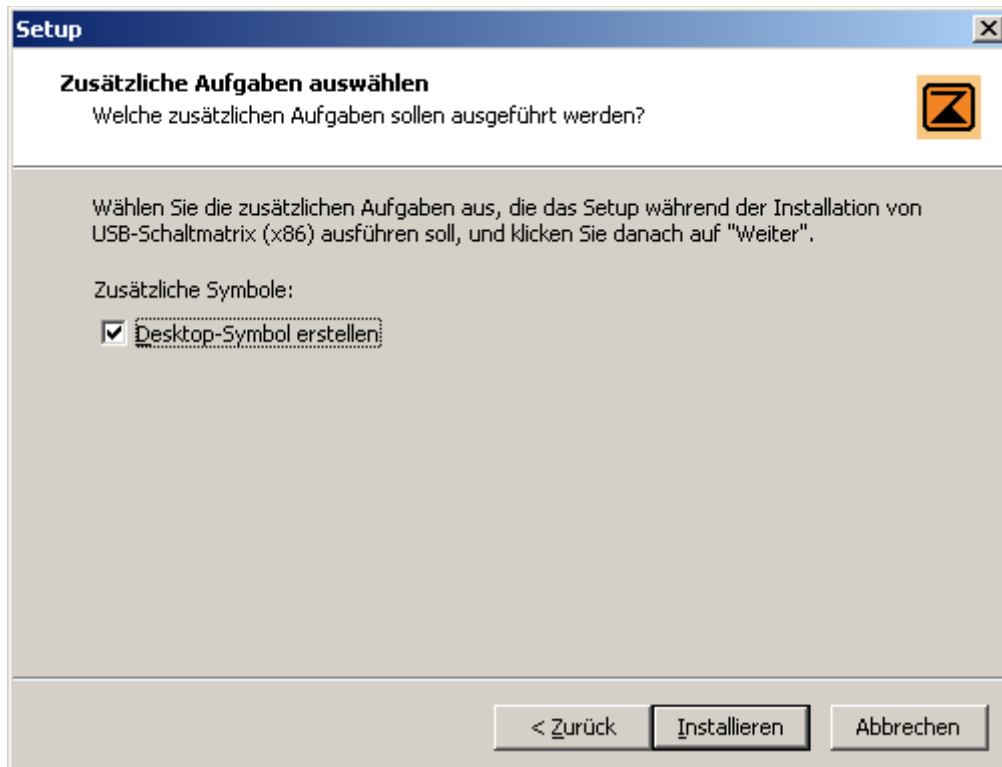 Setup
Zusätzliche Aufgaben auswählen
Welche zusätzlichen Aufgaben sollen ausgeführt werden?
Wählen Sie die zusätzlichen Aufgaben aus, die das Setup während der Installation von
USB-Schaltmatrix (x86) ausführen soll, und klicken Sie danach auf "Weiter".
Zusätzliche Symbole:
Desktop-Symbol erstellen
< Zurück
Installieren
Abbrechen